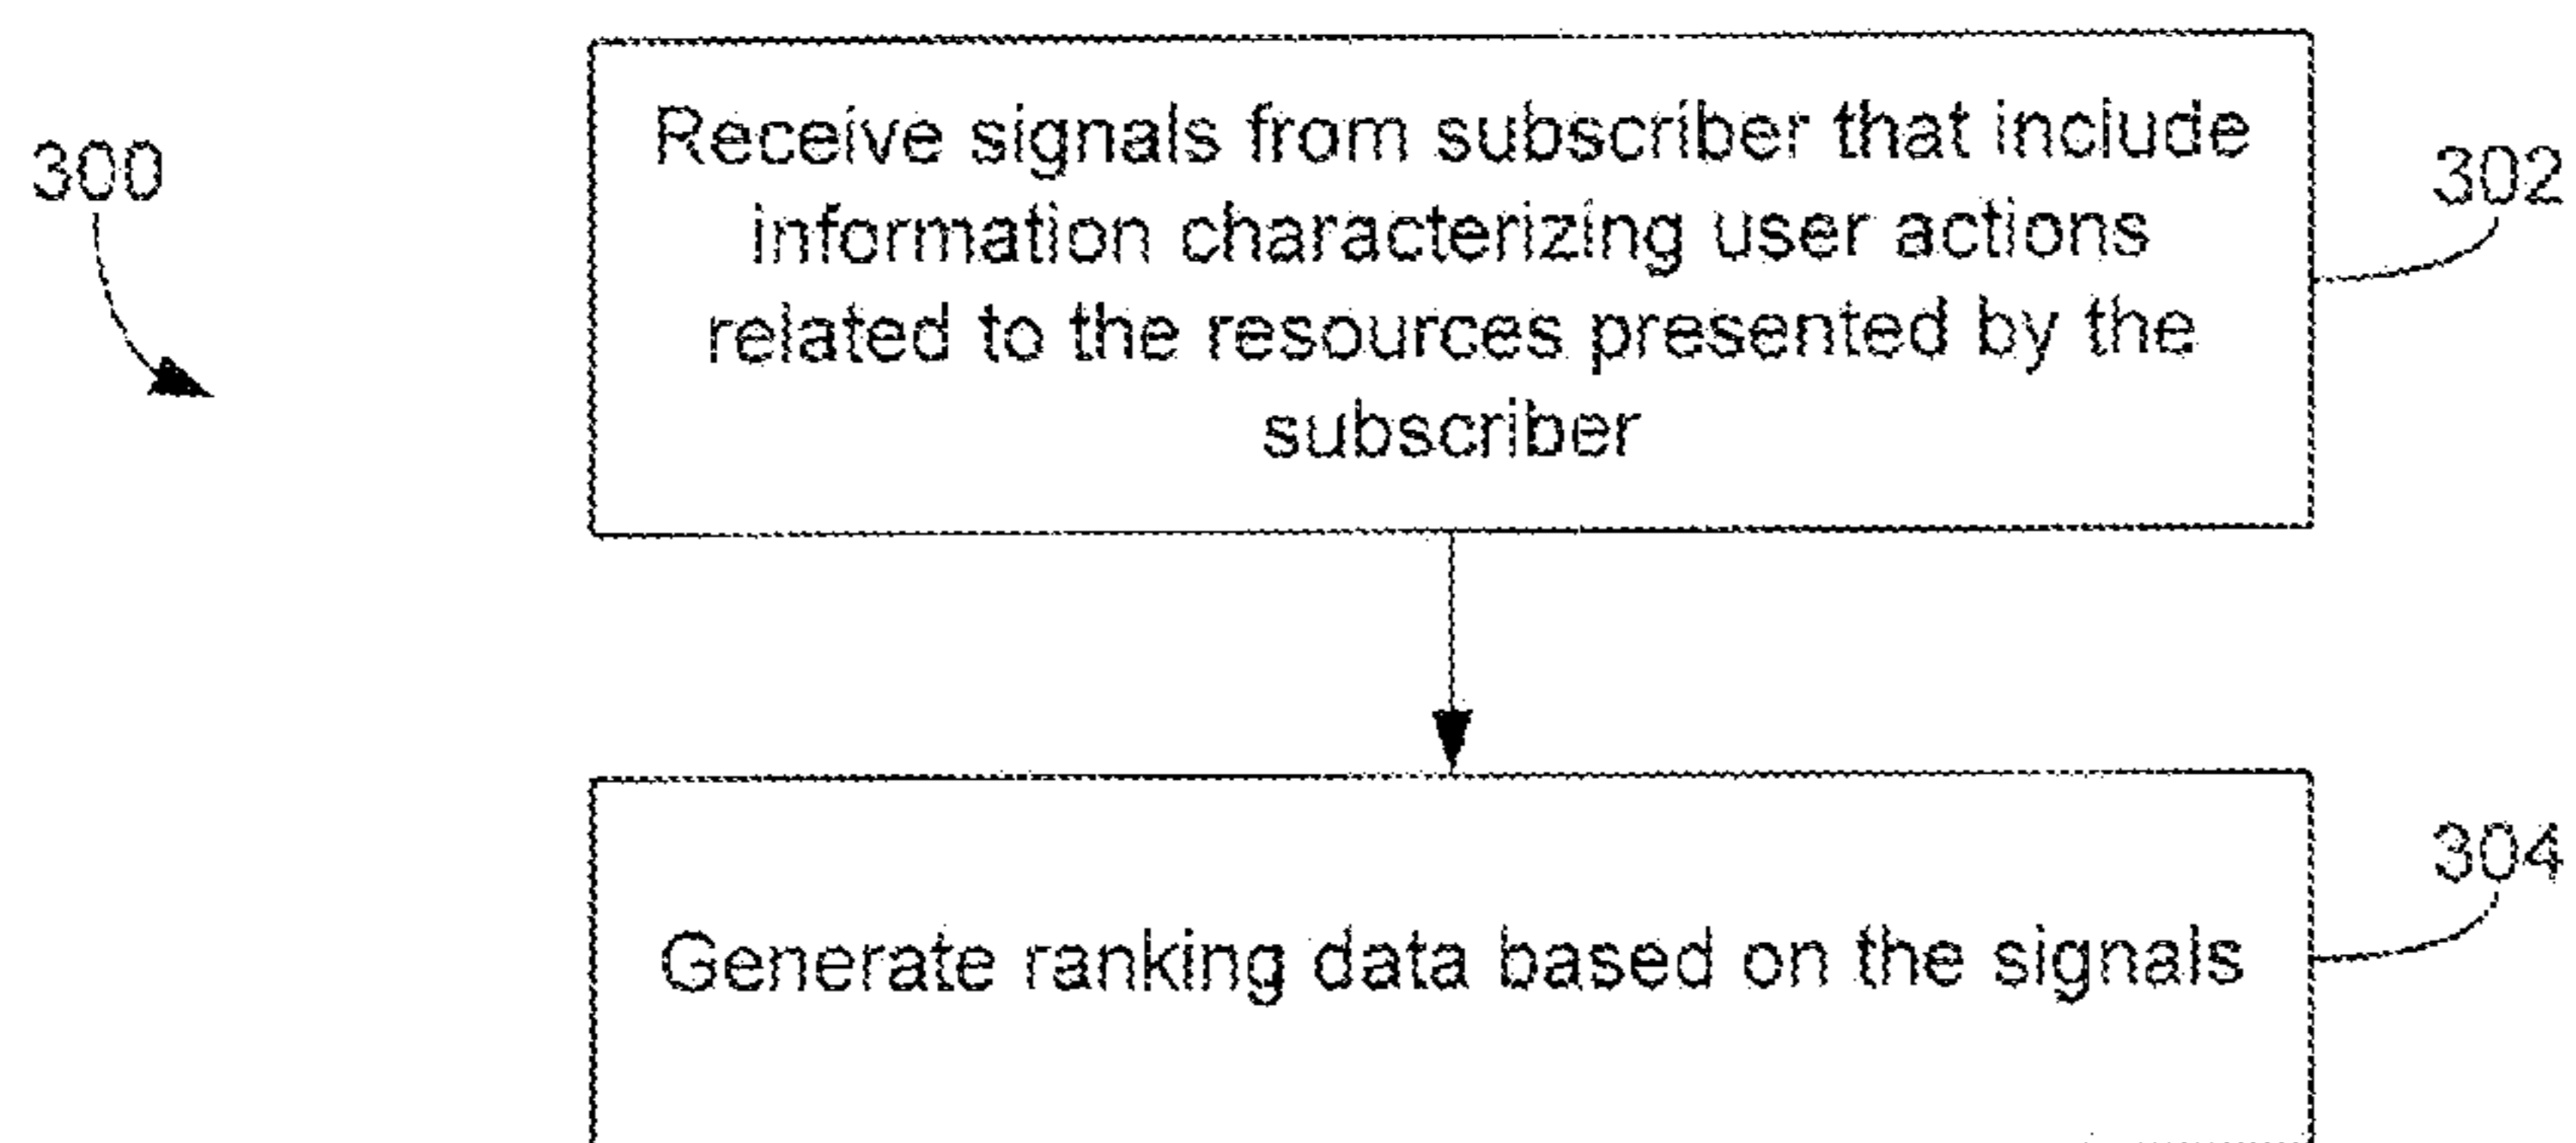 300
Receive signals from subscriber that include
information characterizing user actions
related to the resources presented by the
subscriber
302
Generate ranking data based on the signals
304